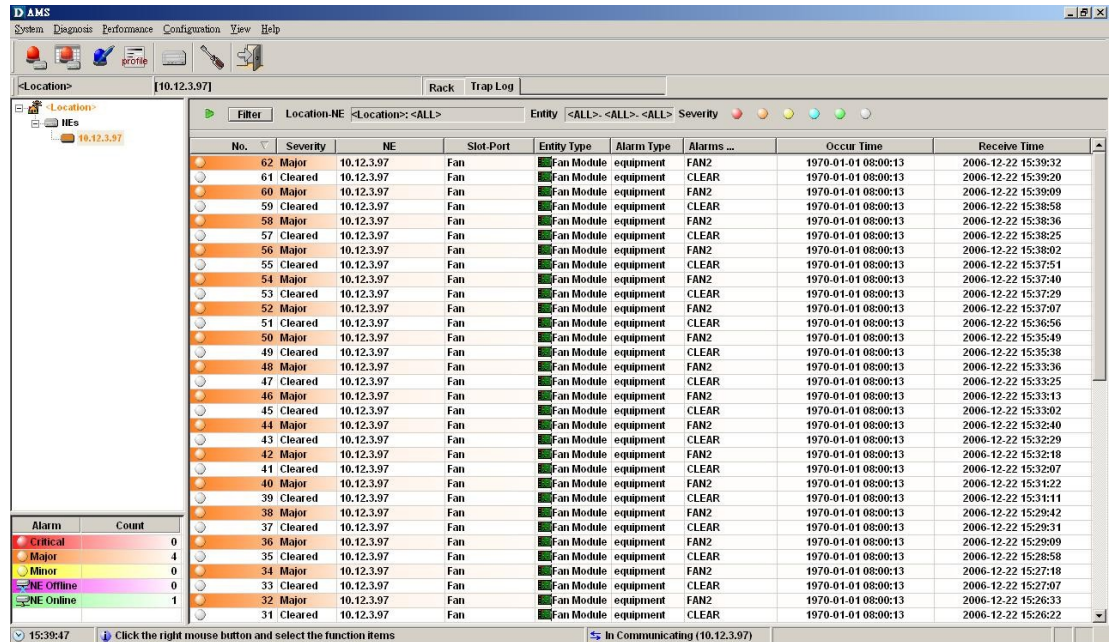 D AMS
System Diagnosis Performance Configuration View Help
profile
<Location> [10.12.3.97] Rack Trap Log
<Location>
NEs
10.12.3.97
Filter Location-NE <Location>: <ALL> Entity <ALL>- <ALL>- <ALL> Severity
No. Severity NE Slot-Port Entity Type Alarm Type Alarms ... Occur Time Receive Time
62 Major 10.12.3.97 Fan Fan Module equipment FAN2 1970-01-01 08:00:13 2006-12-22 15:39:32
61 Cleared 10.12.3.97 Fan Fan Module equipment CLEAR 1970-01-01 08:00:13 2006-12-22 15:39:20
60 Major 10.12.3.97 Fan Fan Module equipment FAN2 1970-01-01 08:00:13 2006-12-22 15:39:09
59 Cleared 10.12.3.97 Fan Fan Module equipment CLEAR 1970-01-01 08:00:13 2006-12-22 15:38:58
58 Major 10.12.3.97 Fan Fan Module equipment FAN2 1970-01-01 08:00:13 2006-12-22 15:38:36
57 Cleared 10.12.3.97 Fan Fan Module equipment CLEAR 1970-01-01 08:00:13 2006-12-22 15:38:25
56 Major 10.12.3.97 Fan Fan Module equipment FAN2 1970-01-01 08:00:13 2006-12-22 15:38:02
55 Cleared 10.12.3.97 Fan Fan Module equipment CLEAR 1970-01-01 08:00:13 2006-12-22 15:37:51
54 Major 10.12.3.97 Fan Fan Module equipment FAN2 1970-01-01 08:00:13 2006-12-22 15:37:40
53 Cleared 10.12.3.97 Fan Fan Module equipment CLEAR 1970-01-01 08:00:13 2006-12-22 15:37:29
52 Major 10.12.3.97 Fan Fan Module equipment FAN2 1970-01-01 08:00:13 2006-12-22 15:37:07
51 Cleared 10.12.3.97 Fan Fan Module equipment CLEAR 1970-01-01 08:00:13 2006-12-22 15:36:56
50 Major 10.12.3.97 Fan Fan Module equipment FAN2 1970-01-01 08:00:13 2006-12-22 15:35:49
49 Cleared 10.12.3.97 Fan Fan Module equipment CLEAR 1970-01-01 08:00:13 2006-12-22 15:35:38
48 Major 10.12.3.97 Fan Fan Module equipment FAN2 1970-01-01 08:00:13 2006-12-22 15:33:36
47 Cleared 10.12.3.97 Fan Fan Module equipment CLEAR 1970-01-01 08:00:13 2006-12-22 15:33:25
46 Major 10.12.3.97 Fan Fan Module equipment FAN2 1970-01-01 08:00:13 2006-12-22 15:33:13
45 Cleared 10.12.3.97 Fan Fan Module equipment CLEAR 1970-01-01 08:00:13 2006-12-22 15:33:02
44 Major 10.12.3.97 Fan Fan Module equipment FAN2 1970-01-01 08:00:13 2006-12-22 15:32:40
43 Cleared 10.12.3.97 Fan Fan Module equipment CLEAR 1970-01-01 08:00:13 2006-12-22 15:32:29
42 Major 10.12.3.97 Fan Fan Module equipment FAN2 1970-01-01 08:00:13 2006-12-22 15:32:18
41 Cleared 10.12.3.97 Fan Fan Module equipment CLEAR 1970-01-01 08:00:13 2006-12-22 15:32:07
40 Major 10.12.3.97 Fan Fan Module equipment FAN2 1970-01-01 08:00:13 2006-12-22 15:31:22
39 Cleared 10.12.3.97 Fan Fan Module equipment CLEAR 1970-01-01 08:00:13 2006-12-22 15:31:11
38 Major 10.12.3.97 Fan Fan Module equipment FAN2 1970-01-01 08:00:13 2006-12-22 15:29:42
37 Cleared 10.12.3.97 Fan Fan Module equipment CLEAR 1970-01-01 08:00:13 2006-12-22 15:29:31
36 Major 10.12.3.97 Fan Fan Module equipment FAN2 1970-01-01 08:00:13 2006-12-22 15:29:09
35 Cleared 10.12.3.97 Fan Fan Module equipment CLEAR 1970-01-01 08:00:13 2006-12-22 15:28:58
34 Major 10.12.3.97 Fan Fan Module equipment FAN2 1970-01-01 08:00:13 2006-12-22 15:27:18
33 Cleared 10.12.3.97 Fan Fan Module equipment CLEAR 1970-01-01 08:00:13 2006-12-22 15:27:07
32 Major 10.12.3.97 Fan Fan Module equipment FAN2 1970-01-01 08:00:13 2006-12-22 15:26:33
31 Cleared 10.12.3.97 Fan Fan Module equipment CLEAR 1970-01-01 08:00:13 2006-12-22 15:26:22
Alarm Count
Critical 0
Major 4
Minor 0
NE Offline 0
NE Online 1
15:39:47 Click the right mouse button and select the function items In Communicating (10.12.3.97)